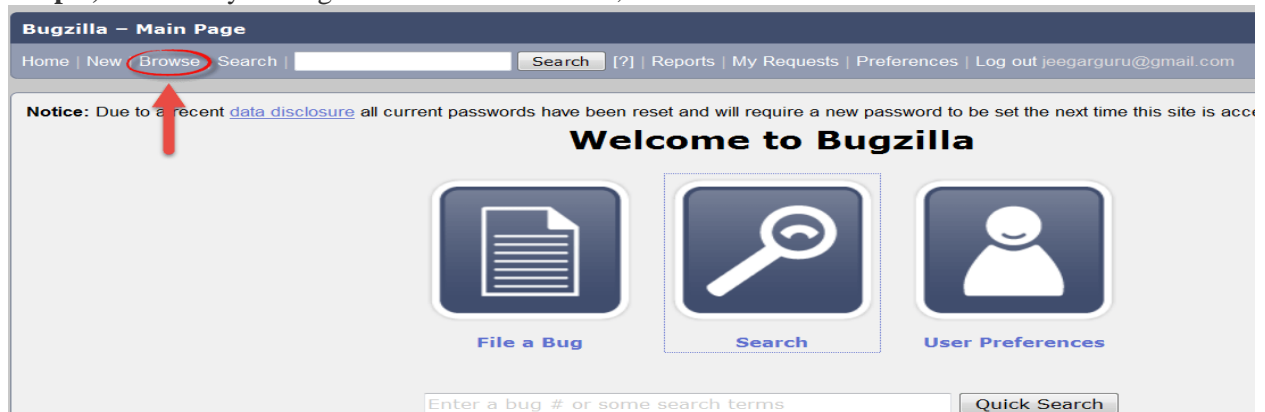 Bugzilla – Main Page
Home | New | Browse | Search | Search [?] | Reports | My Requests | Preferences | Log out jeegarguru@gmail.com
Notice: Due to a recent data disclosure all current passwords have been reset and will require a new password to be set the next time this site is acce
Welcome to Bugzilla
File a Bug Search User Preferences
Enter a bug # or some search terms Quick Search